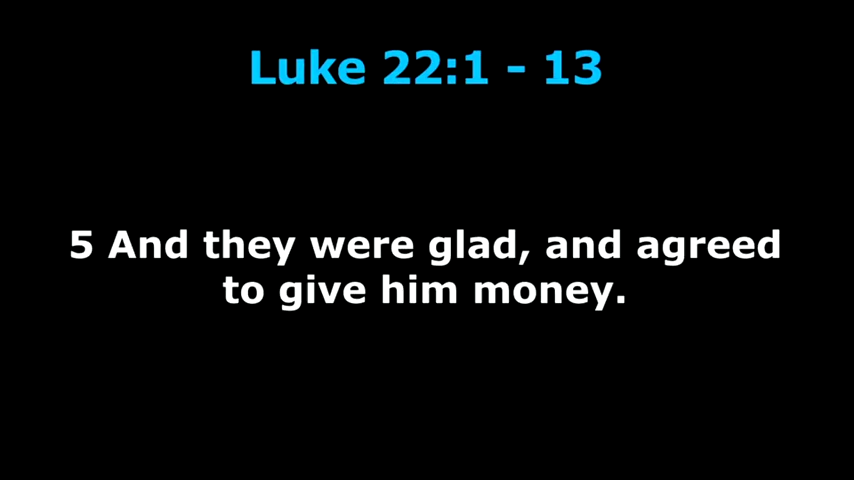 Luke 22:1 - 13
5 And they were glad, and agreed
to give him money.